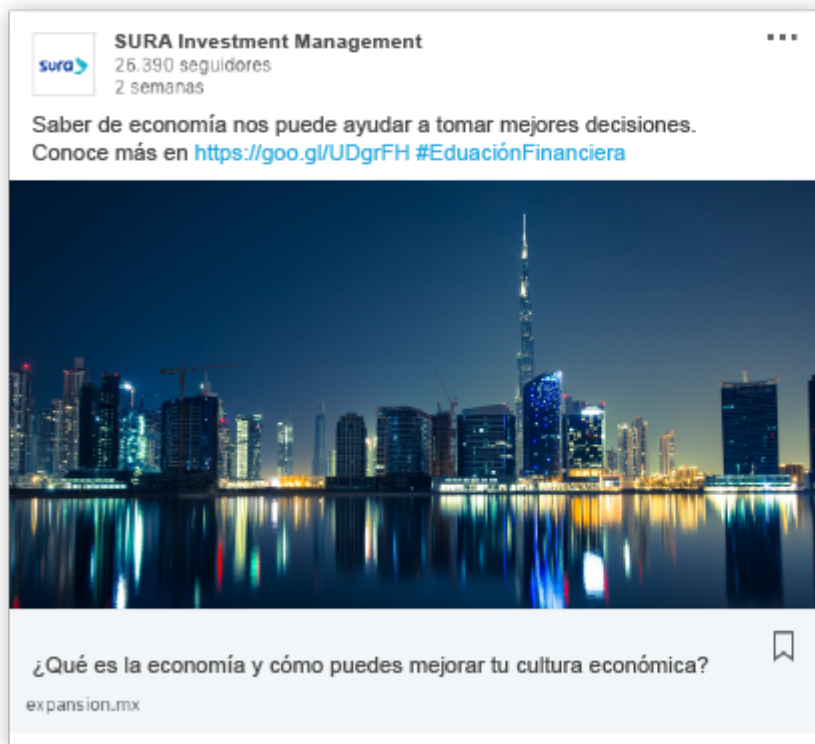 sura
SURA Investment Management
26.390 seguidores
2 semanas
Saber de economía nos puede ayudar a tomar mejores decisiones.
Conoce más en https://goo.gl/UDgrFH #EduaciónFinanciera
¿Qué es la economía y cómo puedes mejorar tu cultura económica?
expansion.mx